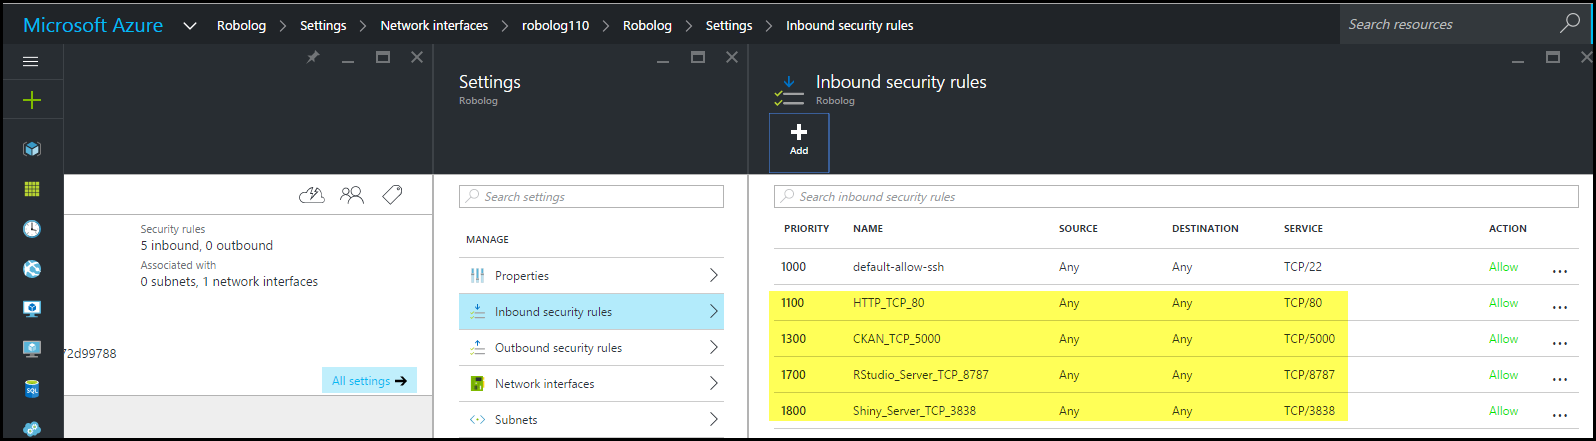 Microsoft Azure Robolog > Settings > Network interfaces > robolog110 > Robolog > Settings > Inbound security rules Search resources
Settings
Robolog
Inbound security rules
Robolog
Add
Security rules
5 inbound, 0 outbound
Associated with
0 subnets, 1 network interfaces
72d99788
All settings →
Search settings
MANAGE
Properties
Inbound security rules
Outbound security rules
Network interfaces
Subnets
Search inbound security rules
PRIORITY NAME SOURCE DESTINATION SERVICE ACTION
1000 default-allow-ssh Any Any TCP/22 Allow ...
1100 HTTP_TCP_80 Any Any TCP/80 Allow ...
1300 CKAN_TCP_5000 Any Any TCP/5000 Allow ...
1700 RStudio_Server_TCP_8787 Any Any TCP/8787 Allow ...
1800 Shiny_Server_TCP_3838 Any Any TCP/3838 Allow ...
SQL